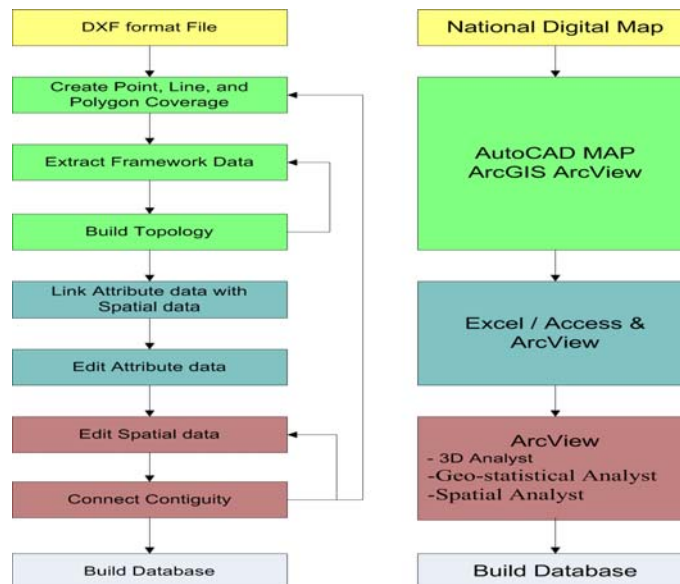 DXF format File
Create Point, Line, and
Polygon Coverage
Extract Framework Data
Build Topology
Link Attribute data with
Spatial data
Edit Attribute data
Edit Spatial data
Connect Contiguity
Build Database
National Digital Map
AutoCAD MAP
ArcGIS ArcView
Excel / Access &
ArcView
ArcView
- 3D Analyst
-Geo-statistical Analyst
-Spatial Analyst
Build Database